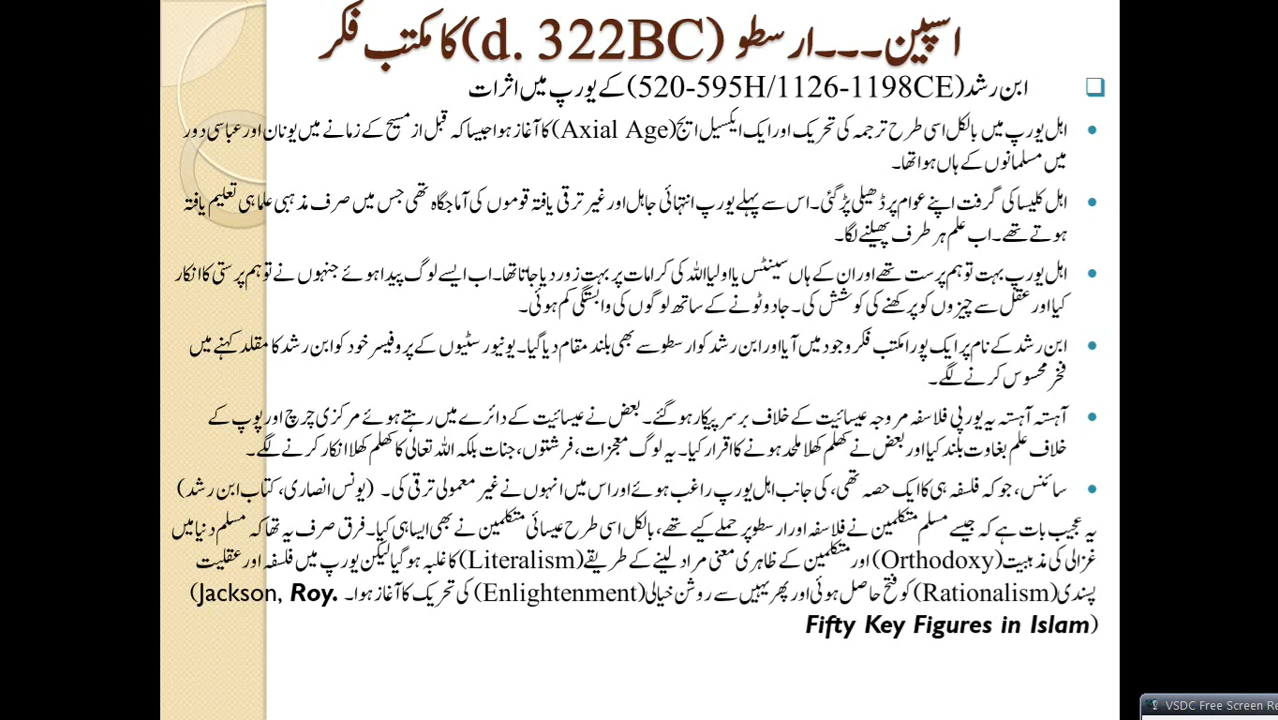 اسپین۔۔۔ارسطو (d. 322BC)کا مکتب فکر
ابن رشد(520-595H/1126-1198CE)کے یورپ میں اثرات
اہل یورپ میں بالکل اسی طرح ترجمہ کی تحریک اور ایک ایکسیل ایج(Axial Age)کا آغاز ہوا جیسا کہ قبل از مسیح کے زمانے میں یونان اور عباسی دور
میں مسلمانوں کے ہاں ہوا تھا۔
اہل کلیسا کی گرفت اپنے عوام پر ڈھیلی پڑ گئی۔ اس سے پہلے یورپ انتہائی جاہل اور غیر ترقی یافتہ قوموں کی آماجگاہ تھی جس میں صرف مذہبی علما ہی تعلیم یافتہ
ہوتے تھے۔ اب علم ہر طرف پھیلنے لگا۔
اہل یورپ بہت توہم پرست تھے اور ان کے ہاں سینٹس یا اولیا اللہ کی کرامات پر بہت زور دیا جاتا تھا۔ اب ایسے لوگ پیدا ہوئے جنہوں نے توہم پرستی کا انکار
کیا اور عقل سے چیزوں کو پرکھنے کی کوشش کی۔ جادو ٹونے کے ساتھ لوگوں کی وابستگی کم ہوئی۔
ابن رشد کے نام پر ایک پورا مکتب فکر وجود میں آیا اور ابن رشد کو ارسطو سے بھی بلند مقام دیا گیا۔ یونیورسٹیوں کے پروفیسر خود کو ابن رشد کا مقلد کہنے میں
فخر محسوس کرنے لگے۔
آہستہ آہستہ یہ یورپی فلاسفہ مروجہ عیسائیت کے خلاف برسر پیکار ہو گئے۔ بعض نے عیسائیت کے دائرے میں رہتے ہوئے مرکزی چرچ اور پوپ کے
خلاف علم بغاوت بلند کیا اور بعض نے کھلم کھلا ملحد ہونے کا اقرار کیا۔ یہ لوگ معجزات، فرشتوں، جنات بلکہ اللہ تعالی کا کھلم کھلا انکار کرنے لگے۔
سائنس، جو کہ فلسفہ ہی کا ایک حصہ تھی، کی جانب اہل یورپ راغب ہوئے اور اس میں انہوں نے غیر معمولی ترقی کی۔ (یونس انصاری، کتاب ابن رشد)
یہ عجیب بات ہے کہ جیسے مسلم متکلمین نے فلاسفہ اور ارسطو پر حملے کیے تھے، بالکل اسی طرح عیسائی متکلمین نے بھی ایسا ہی کیا۔ فرق صرف یہ تھا کہ مسلم دنیا میں
غزالی کی مذہبیت(Orthodoxy) اور متکلمین کے ظاہری معنی مراد لینے کے طریقے(Literalism)کا غلبہ ہو گیا لیکن یورپ میں فلسفہ اور عقلیت
پسندی(Rationalism)کو فتح حاصل ہوئی اور پھر یہیں سے روشن خیالی(Enlightenment) کی تحریک کا آغاز ہوا۔ (Jackson, Roy.
Fifty Key Figures in Islam)
VSDC Free Screen Re